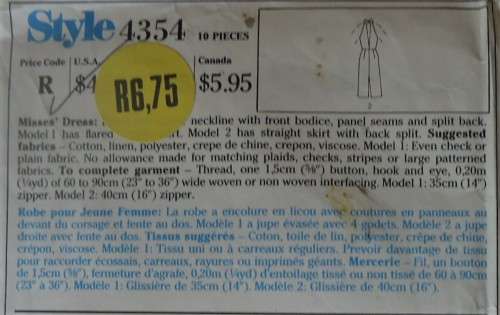 Style 4354 10 PIECES
Price Code U.S.A. Canada
R $4 R6,75 $5.95
2
Misses' Dress: neckline with front bodice, panel seams and split back.
Model 1 has flared Model 2 has straight skirt with back split. Suggested
fabrics – Cotton, linen, polyester, crepe de chine, crepon, viscose. Model 1: Even check or
plain fabric. No allowance made for matching plaids, checks, stripes or large patterned
fabrics. To complete garment – Thread, one 1,5cm (⅝") button, hook and eye, 0,20m
(¼yd) of 60 to 90cm (23" to 36") wide woven or non woven interfacing. Model 1: 35cm (14")
zipper. Model 2: 40cm (16") zipper.
Robe pour Jeune Femme: La robe a encolure en licou avec coutures en panneaux au
devant du corsage et fente au dos. Modèle 1 a jupe évasée avec 4 godets. Modèle 2 a jupe
droite avec fente au dos. Tissus suggérés – Coton, toile de lin, polyester, crêpe de chine,
crépon, viscose. Modèle 1: Tissu uni ou à carreaux réguliers. Prevoir davantage de tissu
pour raccorder écossais, carreaux, rayures ou imprimés géants. Mercerie – Fil, un bouton
de 1,5cm (⅝"), fermeture d'agrafe, 0,20m (¼yd) d'entoilage tissé ou non tissé de 60 à 90cm
(23" à 36"). Modèle 1: Glissière de 35cm (14"). Modèle 2: Glissière de 40cm (16").